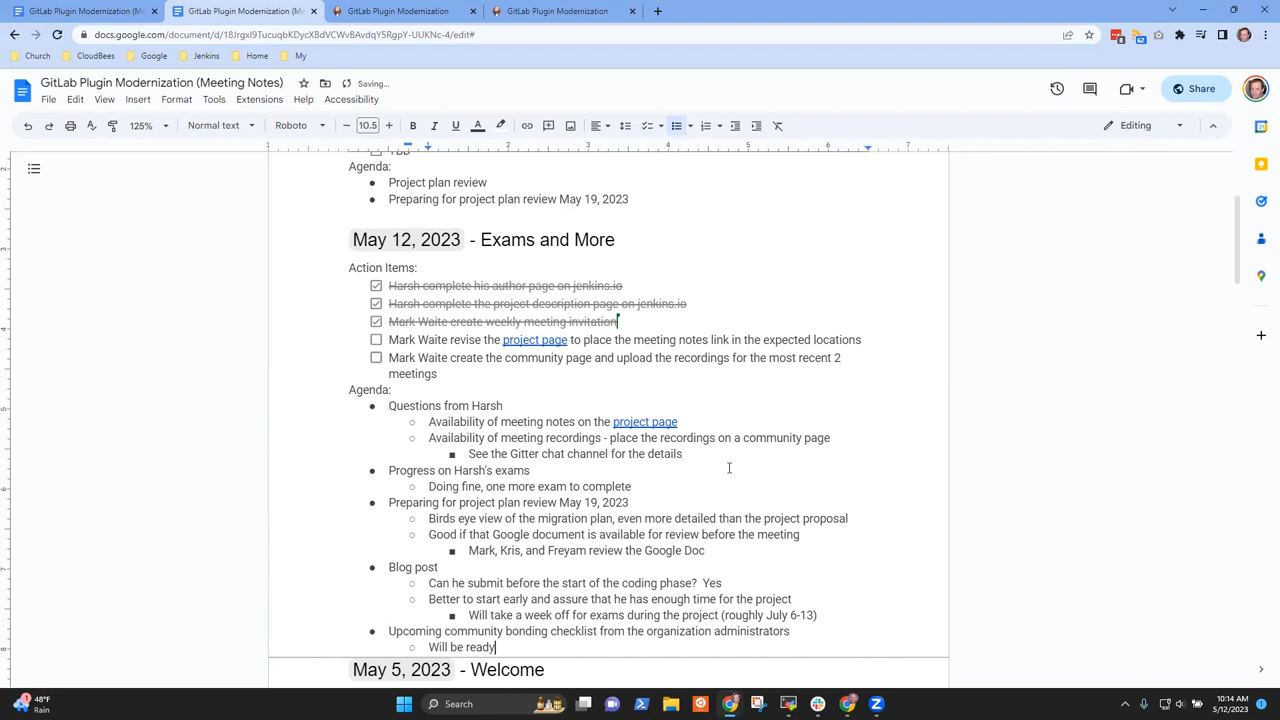 GitLab Plugin Modernization (Me
GitLab Plugin Modernization (Me
GitLab Plugin Modernization
GitLab Plugin Modernization
docs.google.com/document/d/18JrgxI9TucuqbKDycXBdVCWvBAvdqY5RgpY-UUKNc-4/edit#
Church
CloudBees
Google
Jenkins
Home
My
GitLab Plugin Modernization (Meeting Notes)
Saving...
File Edit View Insert Format Tools Extensions Help Accessibility
Share
125%
Normal text
Roboto
10.5
Editing
1 2 3 4 5 6 7
TBD
Agenda:
● Project plan review
● Preparing for project plan review May 19, 2023
May 12, 2023 - Exams and More
Action Items:
Harsh complete his author page on jenkins.io
Harsh complete the project description page on jenkins.io
Mark Waite create weekly meeting invitation
Mark Waite revise the project page to place the meeting notes link in the expected locations
Mark Waite create the community page and upload the recordings for the most recent 2
meetings
Agenda:
● Questions from Harsh
○ Availability of meeting notes on the project page
○ Availability of meeting recordings - place the recordings on a community page
■ See the Gitter chat channel for the details
● Progress on Harsh's exams
○ Doing fine, one more exam to complete
● Preparing for project plan review May 19, 2023
○ Birds eye view of the migration plan, even more detailed than the project proposal
○ Good if that Google document is available for review before the meeting
■ Mark, Kris, and Freyam review the Google Doc
● Blog post
○ Can he submit before the start of the coding phase? Yes
○ Better to start early and assure that he has enough time for the project
■ Will take a week off for exams during the project (roughly July 6-13)
● Upcoming community bonding checklist from the organization administrators
○ Will be ready
May 5, 2023 - Welcome
48°F
Rain
Search
10:14 AM
5/12/2023